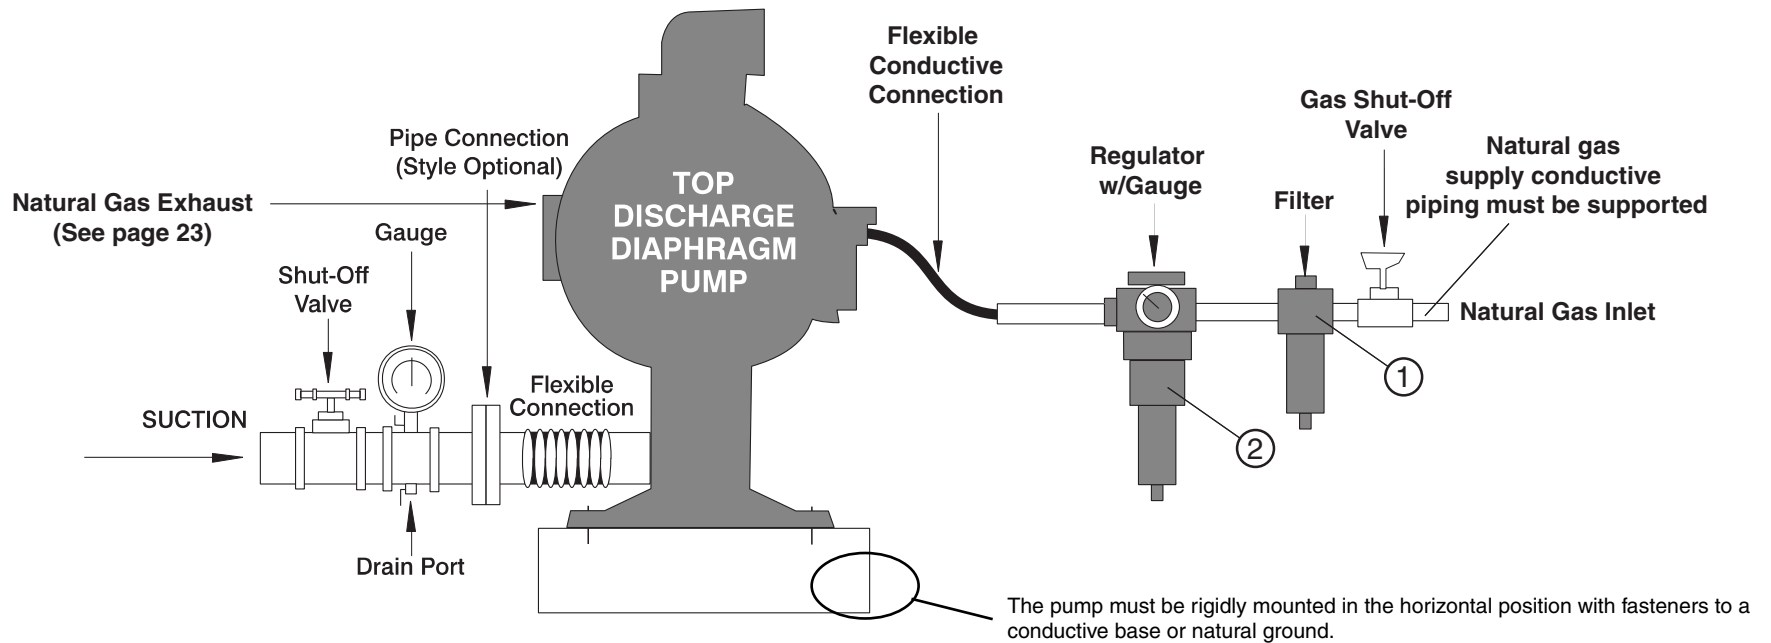 Flexible
Conductive
Connection
Gas Shut-Off
Valve
Pipe Connection
(Style Optional)
Natural gas
supply conductive
piping must be supported
Regulator
w/Gauge
Filter
TOP
DISCHARGE
DIAPHRAGM
PUMP
Natural Gas Exhaust
(See page 23)
Gauge
Shut-Off
Valve
Natural Gas Inlet
1
2
Flexible
Connection
SUCTION
Drain Port
The pump must be rigidly mounted in the horizontal position with fasteners to a
conductive base or natural ground.